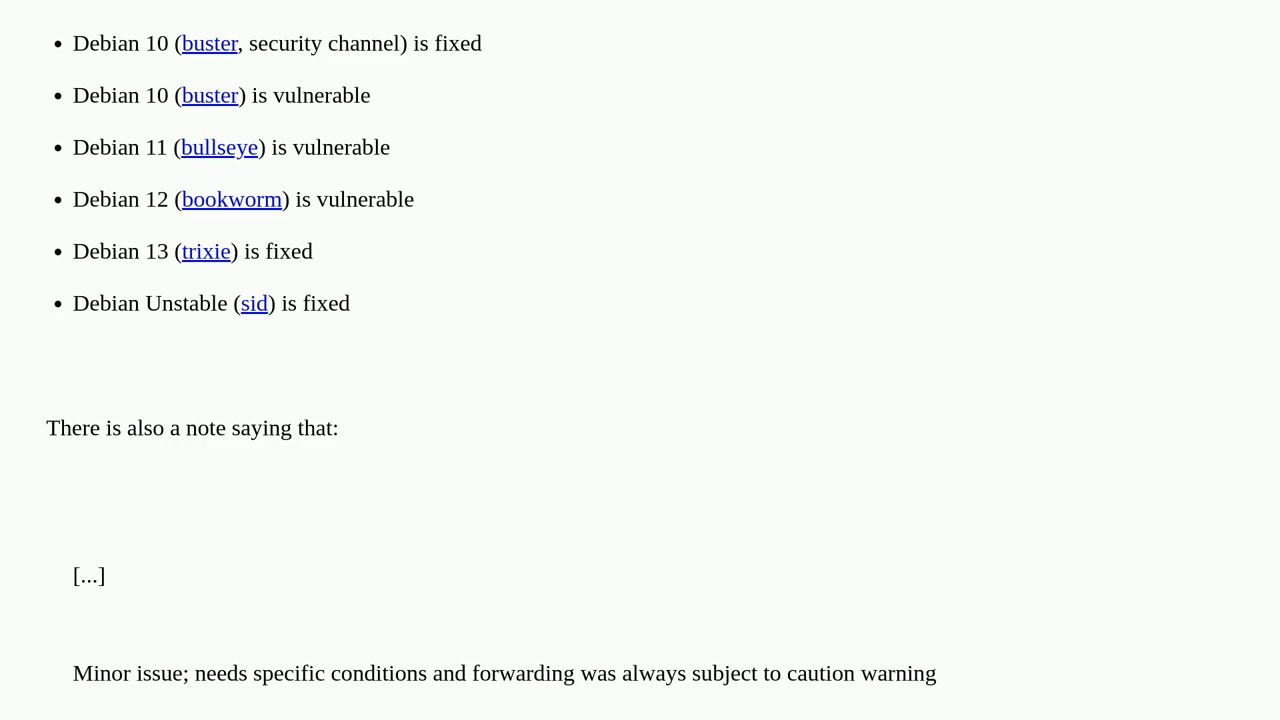 Debian 10 (buster, security channel) is fixed
Debian 10 (buster) is vulnerable
Debian 11 (bullseye) is vulnerable
Debian 12 (bookworm) is vulnerable
Debian 13 (trixie) is fixed
Debian Unstable (sid) is fixed
There is also a note saying that:
[...]
Minor issue; needs specific conditions and forwarding was always subject to caution warning